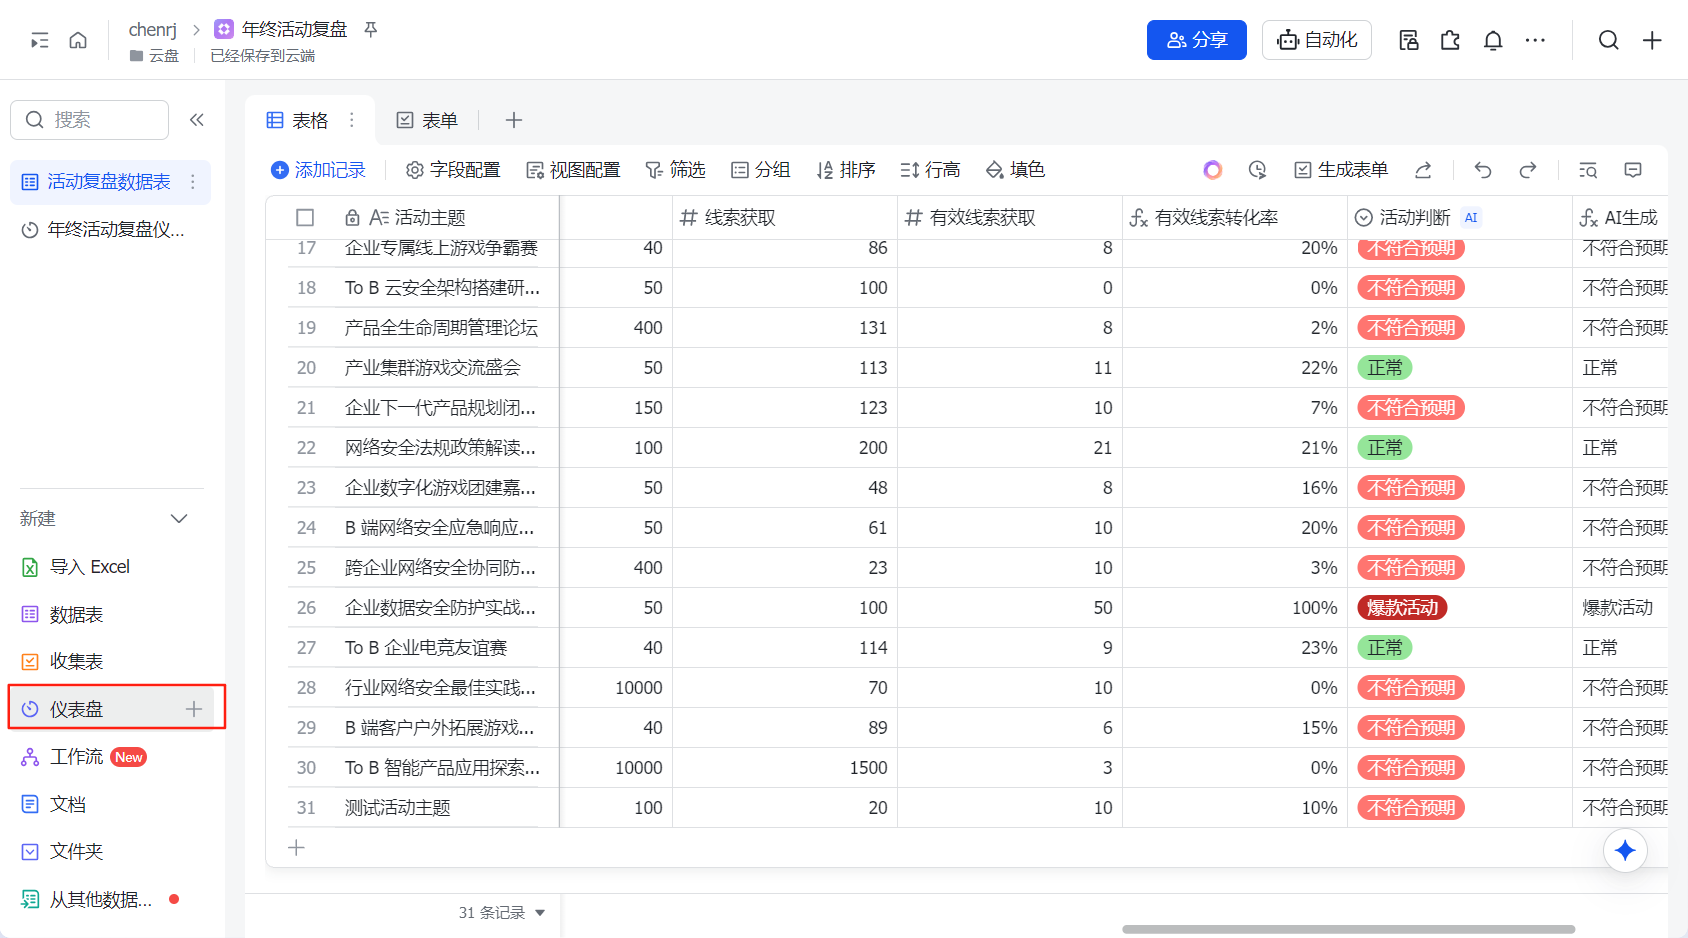 chenrj 年终活动复盘
云盘 已经保存到云端
分享 自动化
搜索
表格 表单
添加记录 字段配置 视图配置 筛选 分组 排序 行高 填色 生成表单
活动复盘数据表
年终活动复盘仪...
活动主题 线索获取 有效线索获取 有效线索转化率 活动判断 AI AI生成
17 企业专属线上游戏争霸赛 40 86 8 20% 不符合预期 不符合预期
18 To B 云安全架构搭建研... 50 100 0 0% 不符合预期 不符合预期
19 产品全生命周期管理论坛 400 131 8 2% 不符合预期 不符合预期
20 产业集群游戏交流盛会 50 113 11 22% 正常 正常
21 企业下一代产品规划闭... 150 123 10 7% 不符合预期 不符合预期
22 网络安全法规政策解读... 100 200 21 21% 正常 正常
23 企业数字化游戏团建嘉... 50 48 8 16% 不符合预期 不符合预期
24 B 端网络安全应急响应... 50 61 10 20% 不符合预期 不符合预期
25 跨企业网络安全协同防... 400 23 10 3% 不符合预期 不符合预期
26 企业数据安全防护实战... 50 100 50 100% 爆款活动 爆款活动
27 To B 企业电竞友谊赛 40 114 9 23% 正常 正常
28 行业网络安全最佳实践... 10000 70 10 0% 不符合预期 不符合预期
29 B 端客户户外拓展游戏... 40 89 6 15% 不符合预期 不符合预期
30 To B 智能产品应用探索... 10000 1500 3 0% 不符合预期 不符合预期
31 测试活动主题 100 20 10 10% 不符合预期 不符合预期
31 条记录
新建
导入 Excel
数据表
收集表
仪表盘
工作流 New
文档
文件夹
从其他数据...